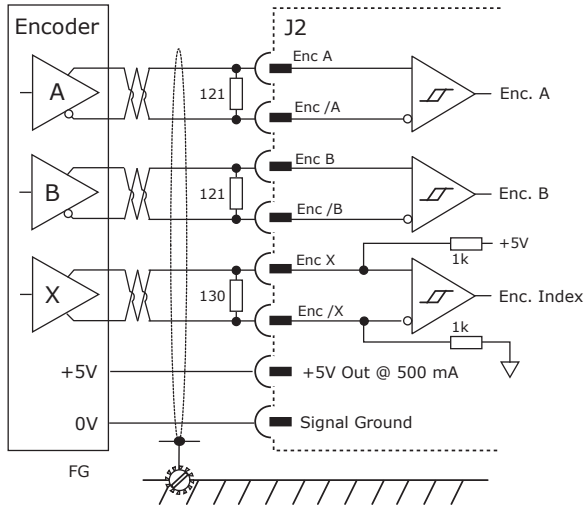 Encoder
J2
A
121
Enc A
Enc /A
Enc. A
B
121
Enc B
Enc /B
Enc. B
X
130
Enc X
Enc /X
+5V
1k
Enc. Index
1k
+5V
+5V Out @ 500 mA
0V
Signal Ground
FG